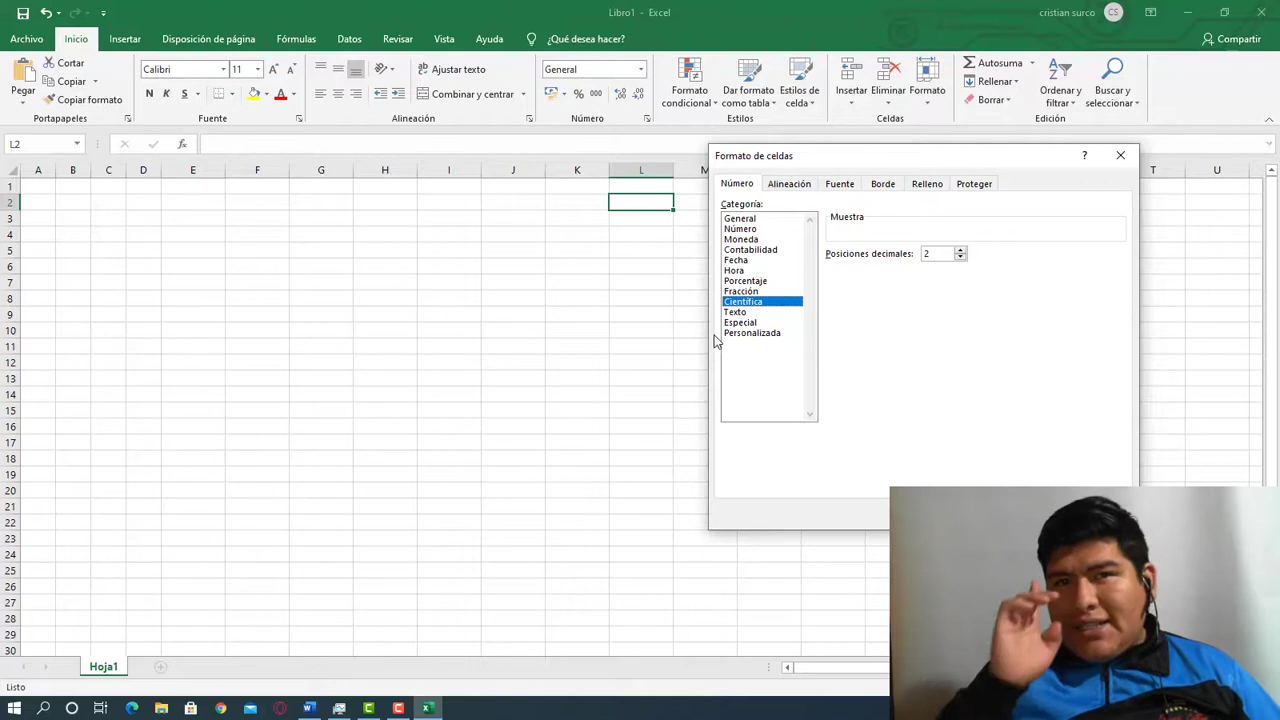 Libro1 - Excel
cristian surco
CS
Archivo
Inicio
Insertar
Disposición de página
Fórmulas
Datos
Revisar
Vista
Ayuda
¿Qué desea hacer?
Compartir
Pegar
Cortar
Copiar
Copiar formato
Portapapeles
Calibri
11
N K S
Fuente
Ajustar texto
Combinar y centrar
Alineación
General
% 000
Número
Formato condicional
Dar formato como tabla
Estilos de celda
Estilos
Insertar
Eliminar
Formato
Celdas
Autosuma
Rellenar
Borrar
Ordenar y filtrar
Buscar y seleccionar
Edición
L2
fx
A B C D E F G H I J K L M T U
1
2
3
4
5
6
7
8
9
10
11
12
13
14
15
16
17
18
19
20
21
22
23
24
25
26
27
28
29
30
Formato de celdas
?
Número
Alineación
Fuente
Borde
Relleno
Proteger
Categoría:
General
Número
Moneda
Contabilidad
Fecha
Hora
Porcentaje
Fracción
Científica
Texto
Especial
Personalizada
Muestra
Posiciones decimales: 2
Hoja1
Listo